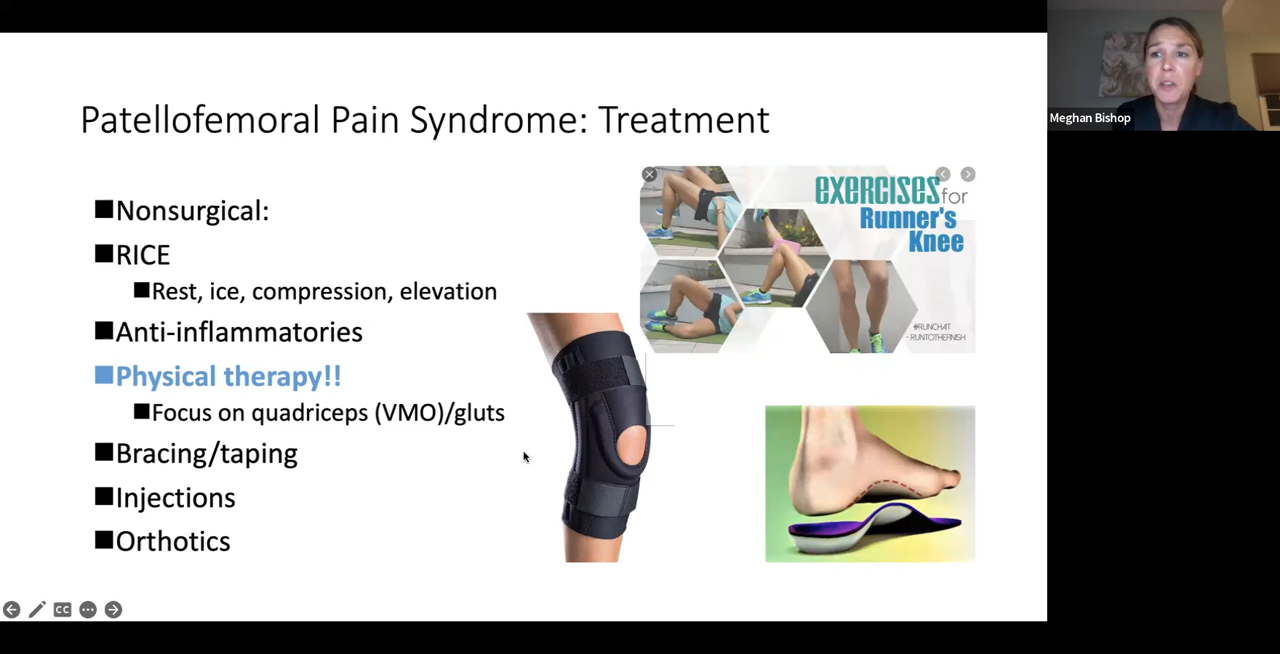 Patellofemoral Pain Syndrome: Treatment
Nonsurgical:
RICE
Rest, ice, compression, elevation
Anti-inflammatories
Physical therapy!!
Focus on quadriceps (VMO)/gluts
Bracing/taping
Injections
Orthotics
exercises for
Runner's
Knee
#RUNCHAT
- RUNTOTHEFINISH
Meghan Bishop
CC